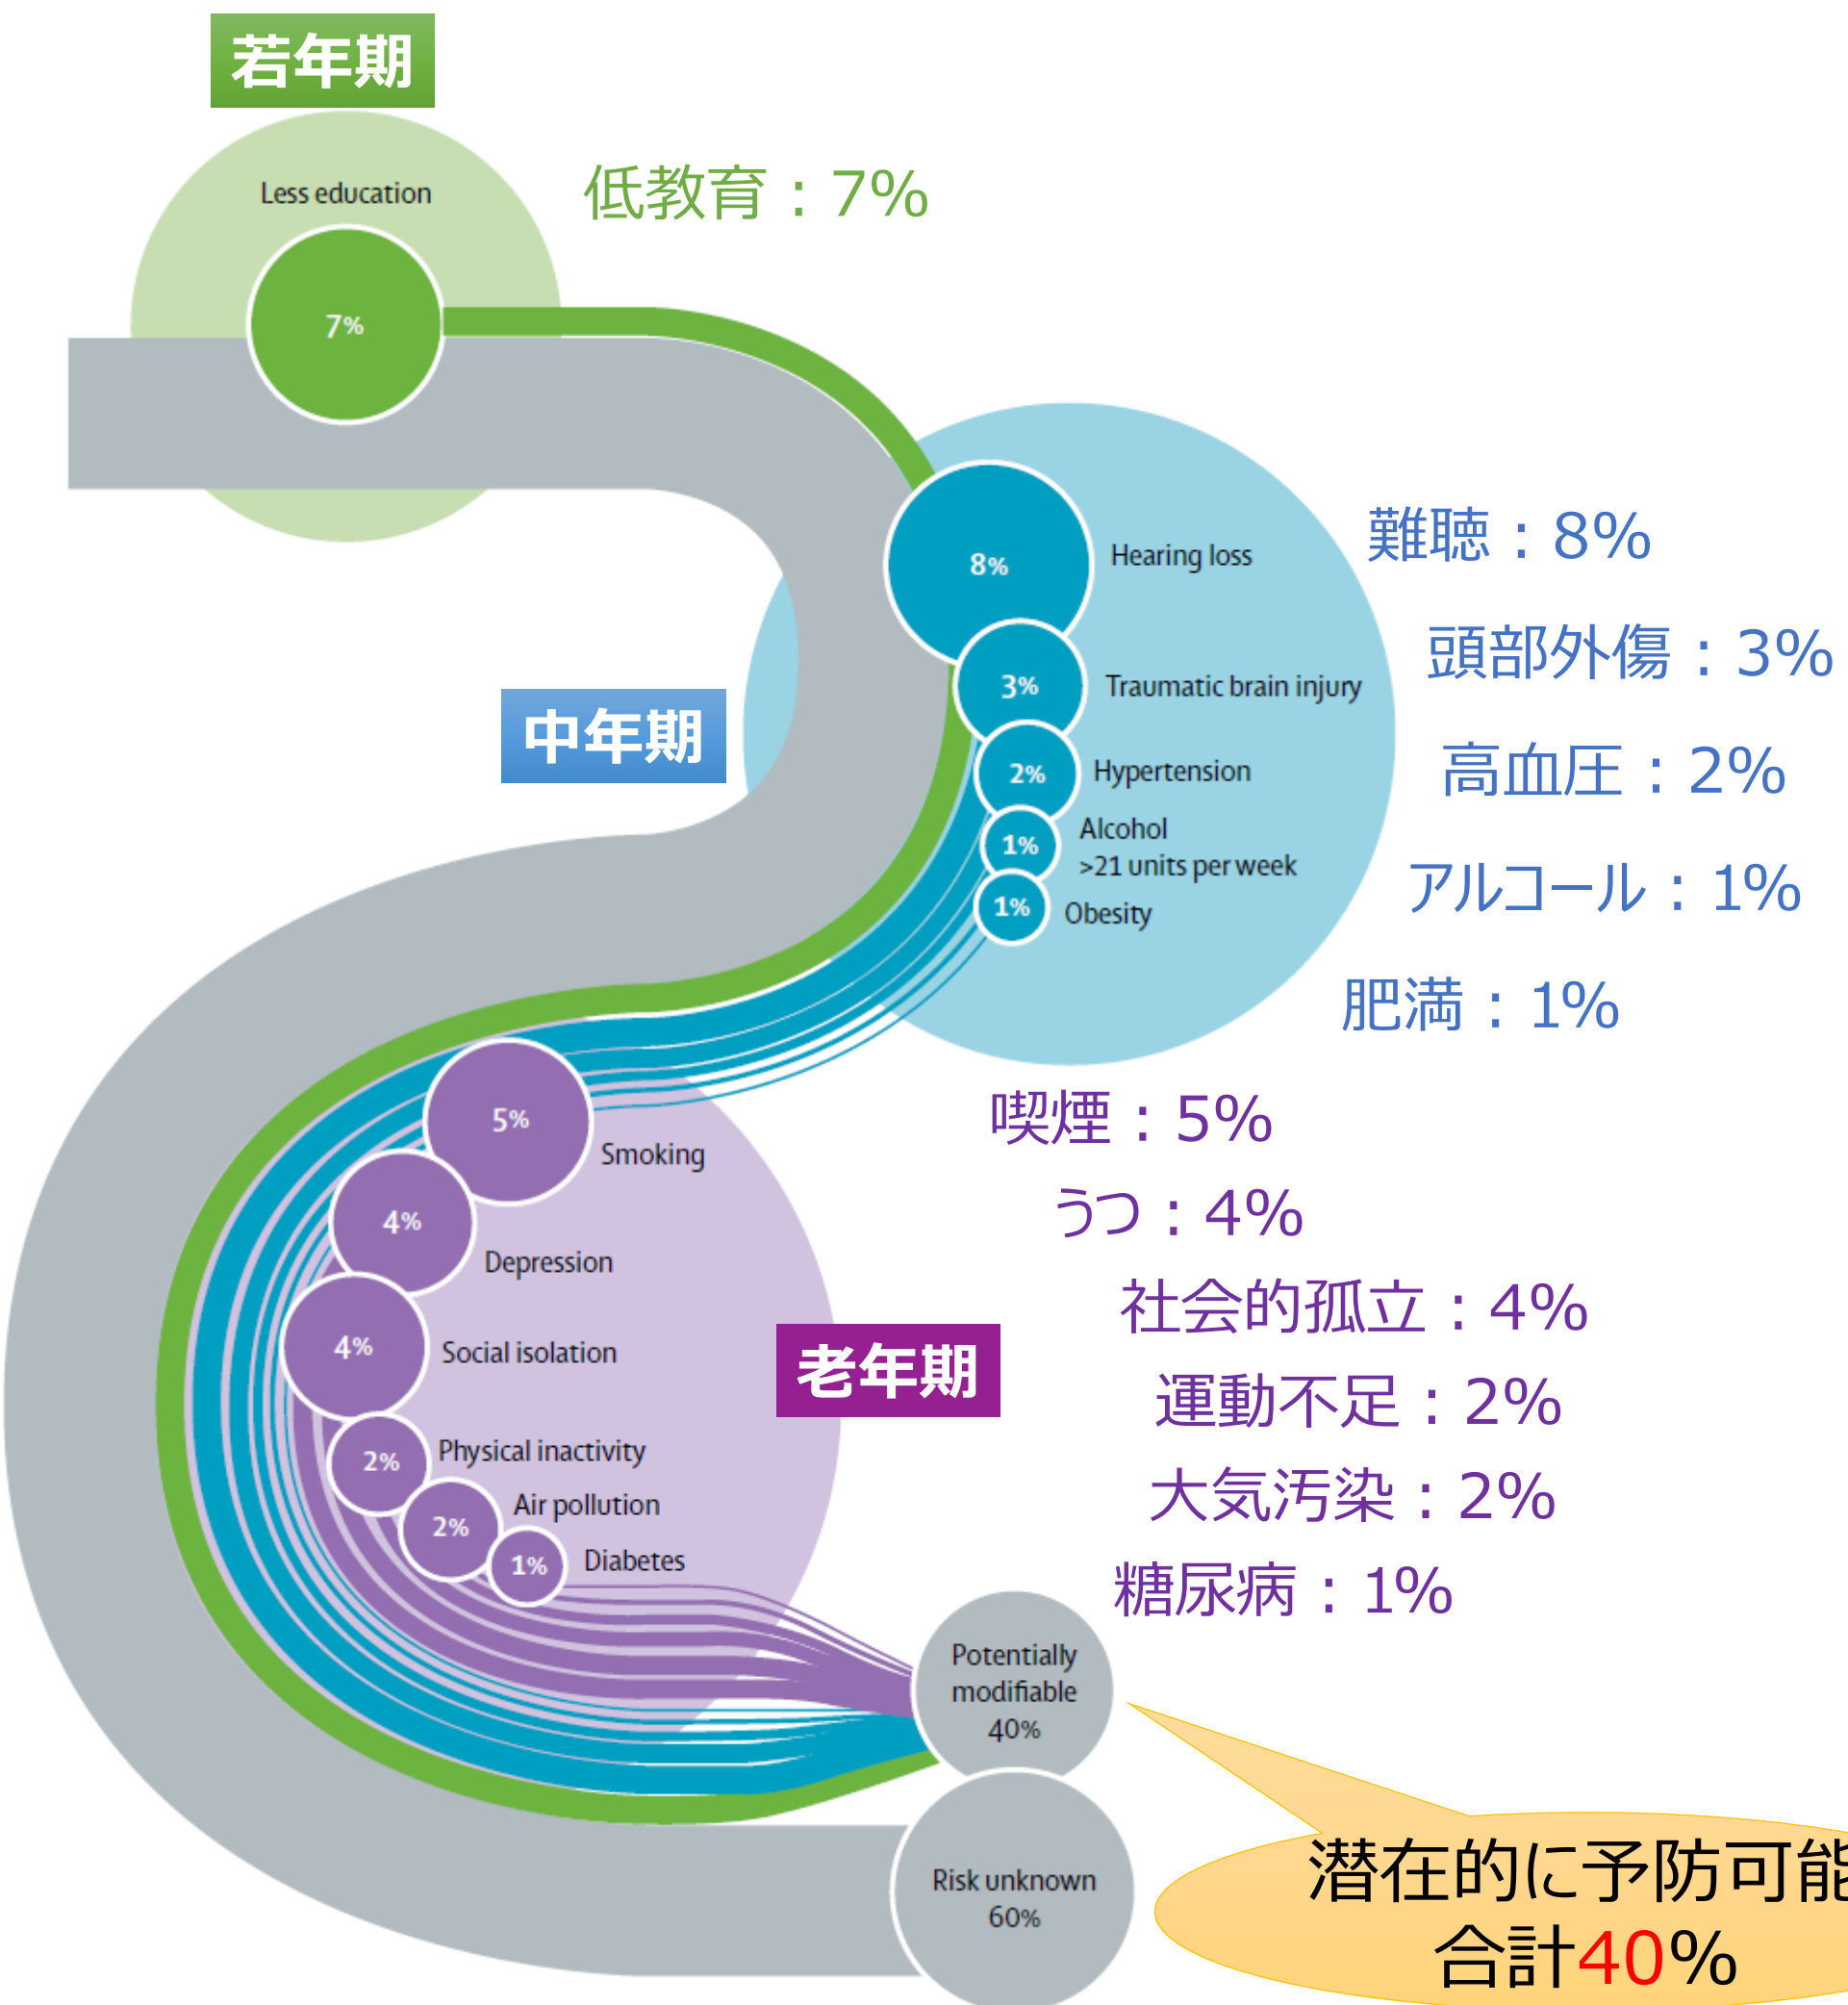 若年期
Less education
低教育：7%
7%
8%
Hearing loss
難聴：8%
3%
Traumatic brain injury
頭部外傷：3%
中年期
2%
Hypertension
高血圧：2%
1%
Alcohol
>21 units per week
アルコール：1%
1%
Obesity
肥満：1%
5%
Smoking
喫煙：5%
4%
Depression
うつ：4%
4%
Social isolation
社会的孤立：4%
老年期
2%
Physical inactivity
運動不足：2%
2%
Air pollution
大気汚染：2%
1%
Diabetes
糖尿病：1%
Potentially
modifiable
40%
Risk unknown
60%
潜在的に予防可能
合計40%